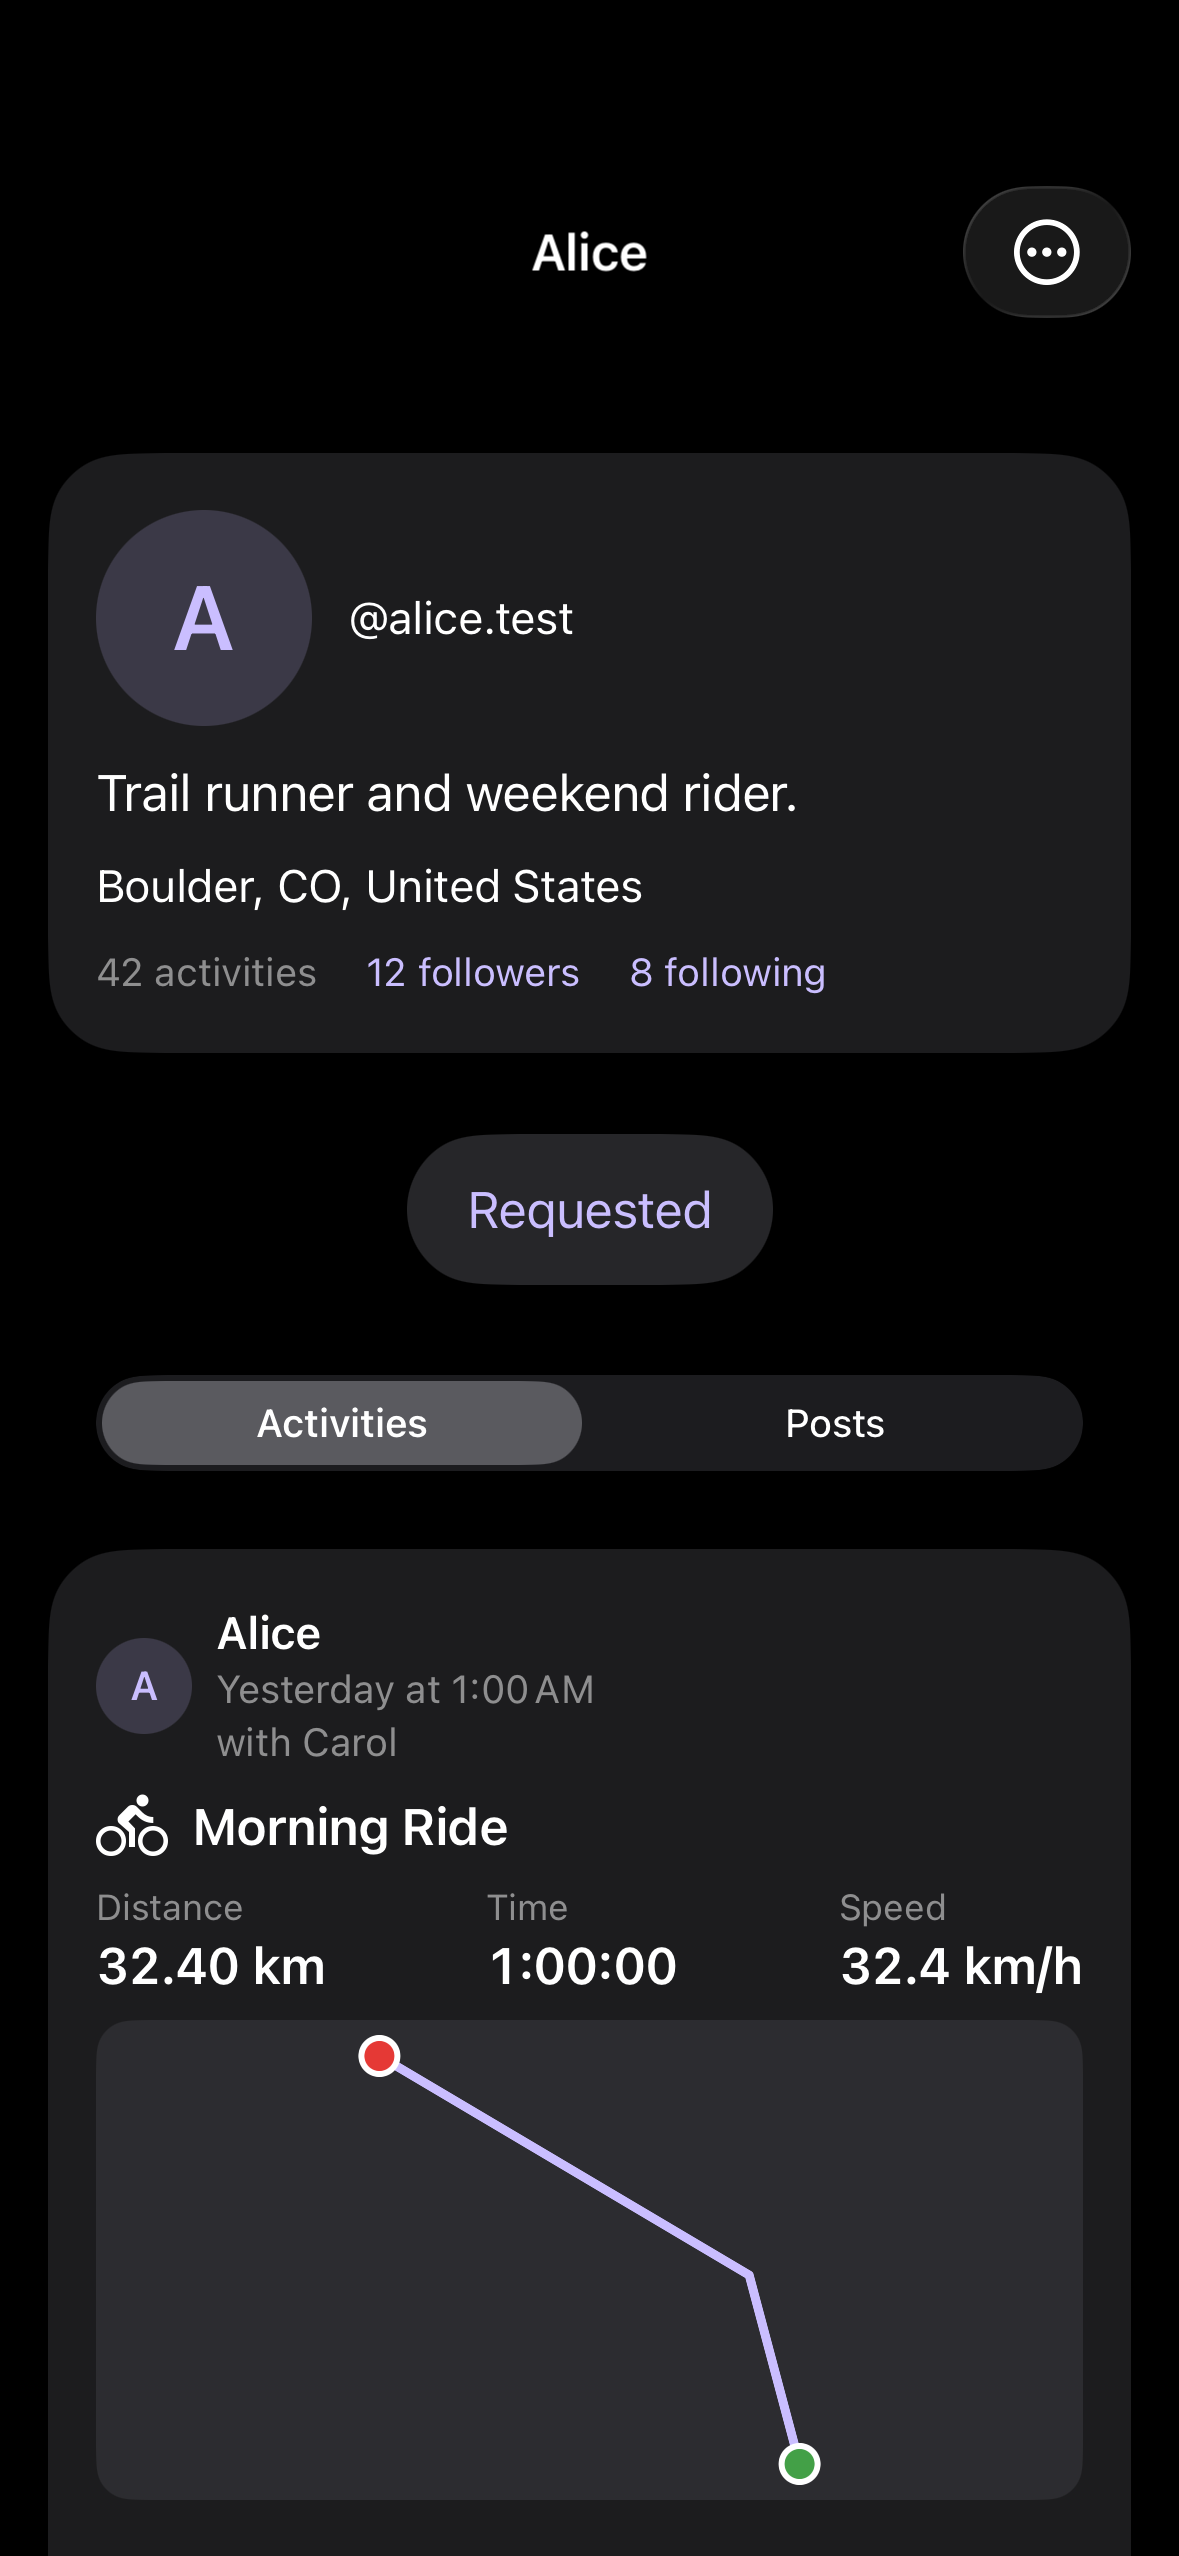 Alice
A
@alice.test
Trail runner and weekend rider.
Boulder, CO, United States
42 activities 12 followers 8 following
Requested
Activities Posts
A
Alice
Yesterday at 1:00 AM
with Carol
Morning Ride
Distance Time Speed
32.40 km 1:00:00 32.4 km/h